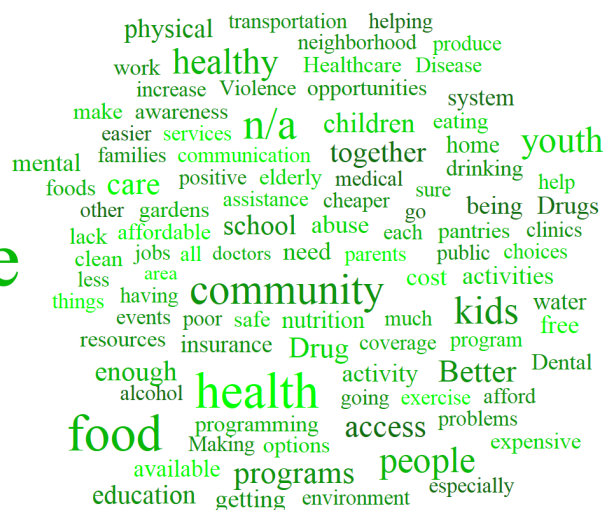 physical transportation helping
neighborhood produce
work healthy Healthcare Disease
increase Violence opportunities system
make awareness n/a children eating
easier services together home youth
mental families communication drinking
foods care positive elderly medical sure help
assistance cheaper
other gardens school abuse go being Drugs
lack affordable each pantries clinics
clean jobs all doctors need parents public choices
less area cost activities
things having community kids water
events poor safe nutrition much free
resources insurance Drug coverage program
enough activity Better Dental
alcohol health going exercise afford
food programming access problems
Making options expensive
available programs people
education getting environment especially